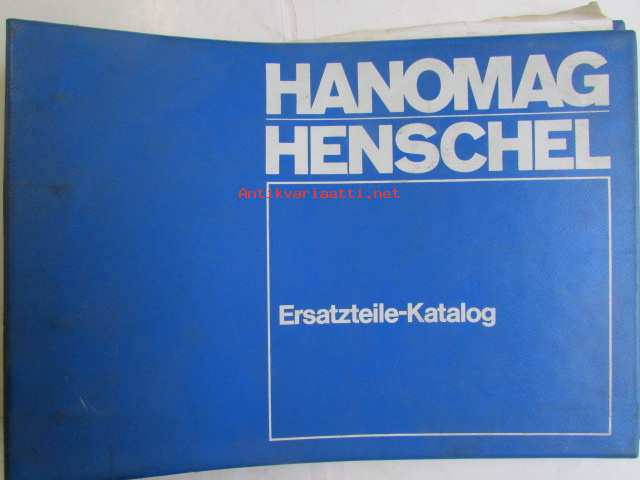 HANOMAG
HENSCHEL
Antikvariaatti.net
Ersatzteile-Katalog